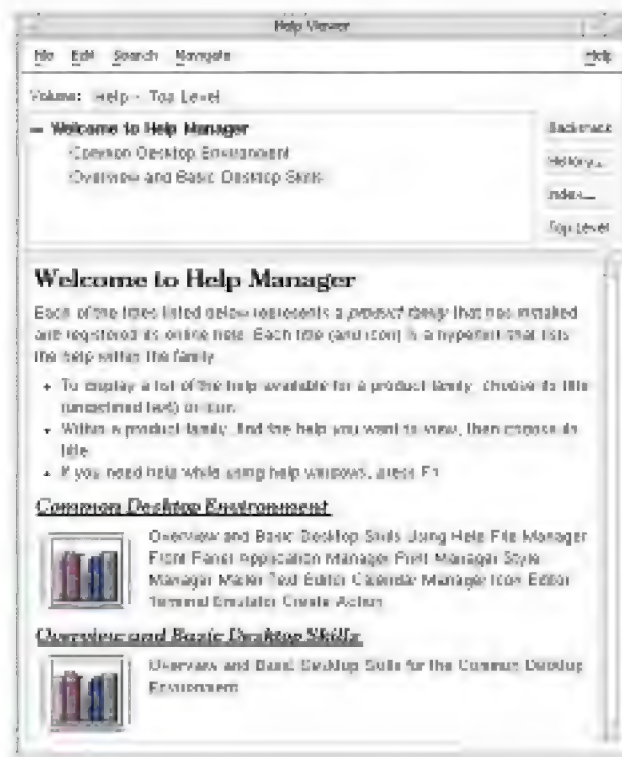 Help Viewer
File Edit Search Navigate Help
Volume: Help - Top Level
Welcome to Help Manager
Common Desktop Environment
Overview and Basic Desktop Skills
Backtrack
History...
Index...
Top Level
Welcome to Help Manager
Each of the titles listed below represents a product family that has installed
and registered its online help. Each title (and icon) is a hyperlink that lists
the help within the family.
• To display a list of the help available for a product family, choose its title
(underlined text) or icon.
• Within a product family, find the help you want to view, then choose its
title.
• If you need help while using help windows, press F1.
Common Desktop Environment
Overview and Basic Desktop Skills Using Help File Manager
Front Panel Application Manager Print Manager Style
Manager Mailer Text Editor Calendar Manager Icon Editor
Terminal Emulator Create Action
Overview and Basic Desktop Skills
Overview and Basic Desktop Skills for the Common Desktop
Environment